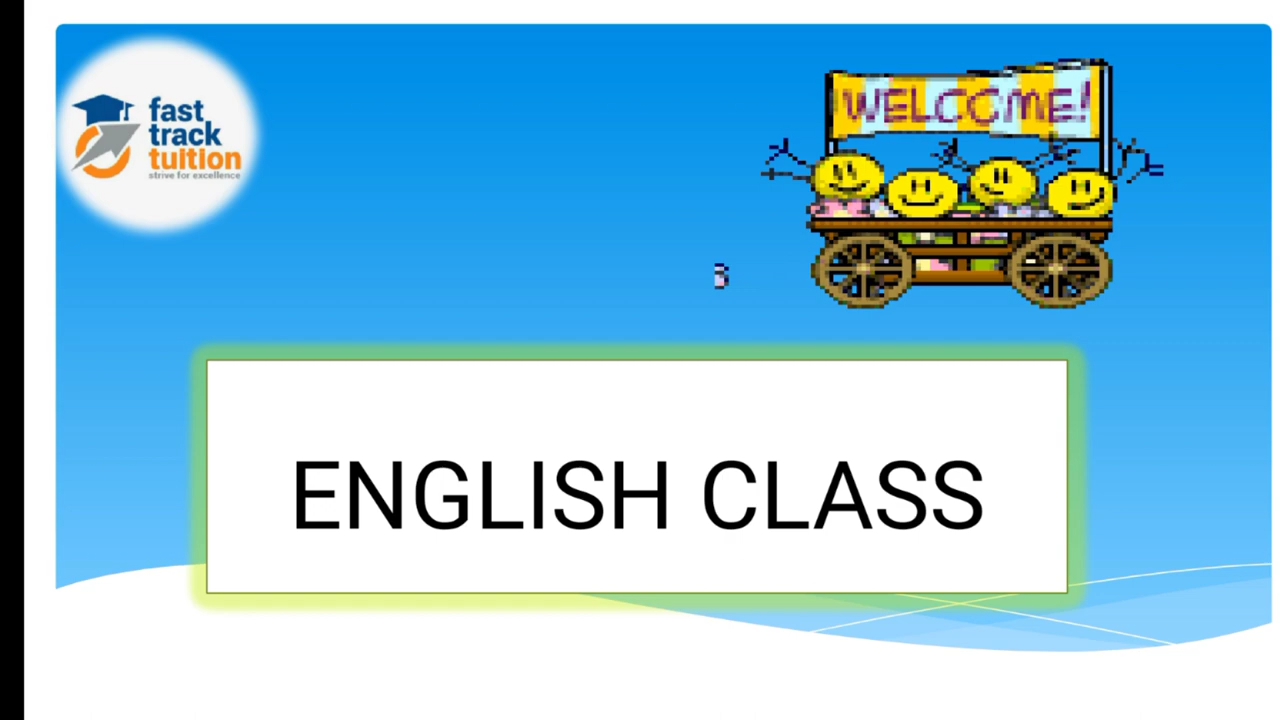 fast
track
tuition
strive for excellence
WELCOME!
ENGLISH CLASS